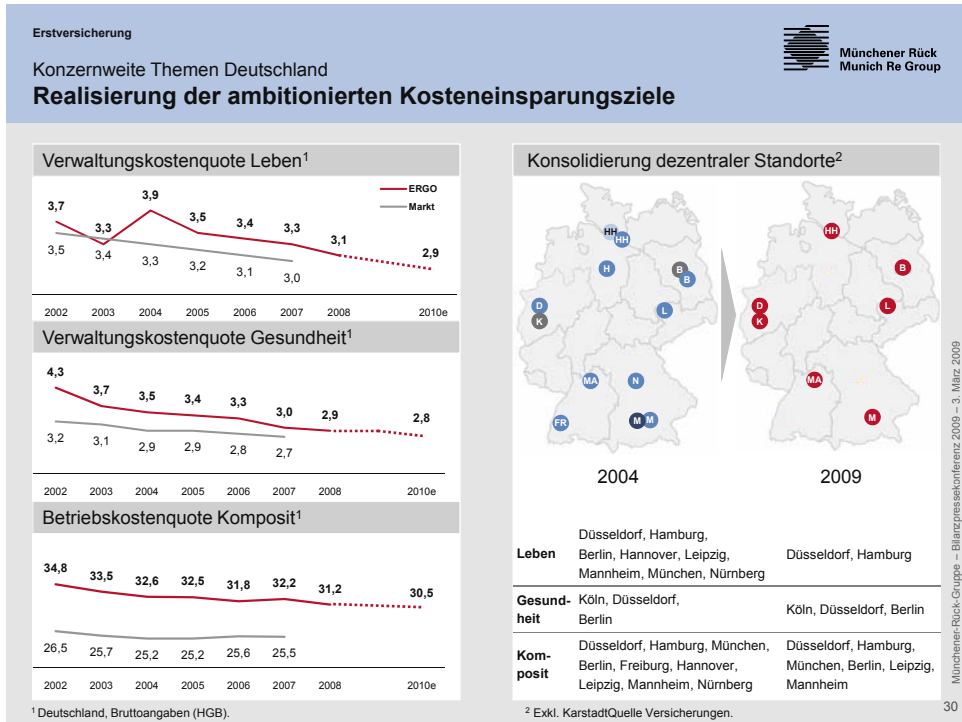 Erstversicherung
Konzernweite Themen Deutschland
Realisierung der ambitionierten Kosteneinsparungsziele
Münchener Rück
Munich Re Group
Verwaltungskostenquote Leben¹
ERGO
Markt
3,7
3,3
3,9
3,5
3,4
3,3
3,1
2,9
3,5
3,4
3,3
3,2
3,1
3,0
2002 2003 2004 2005 2006 2007 2008 2010e
Verwaltungskostenquote Gesundheit¹
4,3
3,7
3,5
3,4
3,3
3,0
2,9
2,8
3,2
3,1
2,9
2,9
2,8
2,7
2002 2003 2004 2005 2006 2007 2008 2010e
Betriebskostenquote Komposit¹
34,8
33,5
32,6
32,5
31,8
32,2
31,2
30,5
26,5
25,7
25,2
25,2
25,6
25,5
2002 2003 2004 2005 2006 2007 2008 2010e
¹ Deutschland, Bruttoangaben (HGB).
Konsolidierung dezentraler Standorte²
HH
HH
H
B
B
D
K
L
MA
N
FR
M
M
HH
B
D
K
L
MA
M
2004
2009
Leben
Düsseldorf, Hamburg,
Berlin, Hannover, Leipzig,
Mannheim, München, Nürnberg
Düsseldorf, Hamburg
Gesund-
heit
Köln, Düsseldorf,
Berlin
Köln, Düsseldorf, Berlin
Kom-
posit
Düsseldorf, Hamburg, München,
Berlin, Freiburg, Hannover,
Leipzig, Mannheim, Nürnberg
Düsseldorf, Hamburg,
München, Berlin, Leipzig,
Mannheim
² Exkl. KarstadtQuelle Versicherungen.
Münchener-Rück-Gruppe – Bilanzpressekonferenz 2009 – 3. März 2009
30